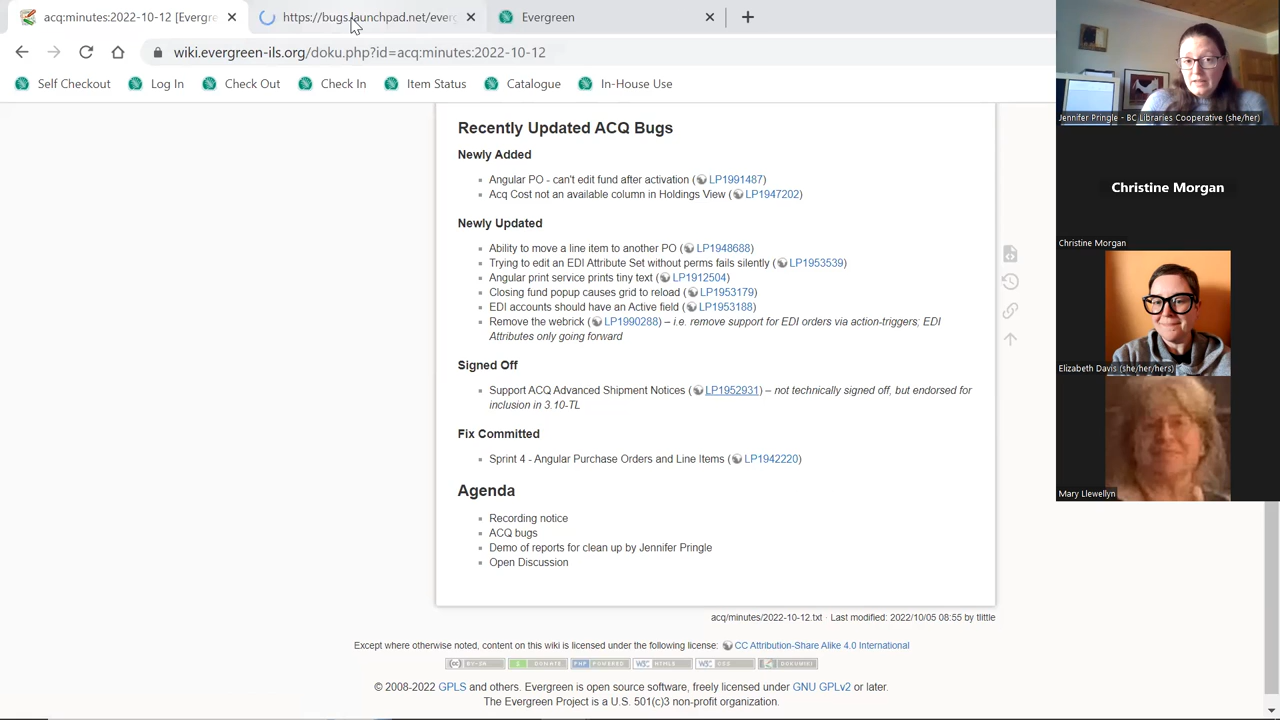 acq:minutes:2022-10-12 [Evergre
https://bugs.launchpad.net/ever
Evergreen
wiki.evergreen-ils.org/doku.php?id=acq:minutes:2022-10-12
Self Checkout
Log In
Check Out
Check In
Item Status
Catalogue
In-House Use
Recently Updated ACQ Bugs
Newly Added
Angular PO - can't edit fund after activation (LP1991487)
Acq Cost not an available column in Holdings View (LP1947202)
Newly Updated
Ability to move a line item to another PO (LP1948688)
Trying to edit an EDI Attribute Set without perms fails silently (LP1953539)
Angular print service prints tiny text (LP1912504)
Closing fund popup causes grid to reload (LP1953179)
EDI accounts should have an Active field (LP1953188)
Remove the webrick (LP1990288) – i.e. remove support for EDI orders via action-triggers; EDI
Attributes only going forward
Signed Off
Support ACQ Advanced Shipment Notices (LP1952931) – not technically signed off, but endorsed for
inclusion in 3.10-TL
Fix Committed
Sprint 4 - Angular Purchase Orders and Line Items (LP1942220)
Agenda
Recording notice
ACQ bugs
Demo of reports for clean up by Jennifer Pringle
Open Discussion
acq/minutes/2022-10-12.txt · Last modified: 2022/10/05 08:55 by tlittle
Except where otherwise noted, content on this wiki is licensed under the following license: CC Attribution-Share Alike 4.0 International
DONATE
PHP POWERED
W3C HTML5
W3C CSS
DOKUWIKI
© 2008-2022 GPLS and others. Evergreen is open source software, freely licensed under GNU GPLv2 or later.
The Evergreen Project is a U.S. 501(c)3 non-profit organization.
Jennifer Pringle - BC Libraries Cooperative (she/her)
Christine Morgan
Christine Morgan
Elizabeth Davis (she/her/hers)
Mary Llewellyn